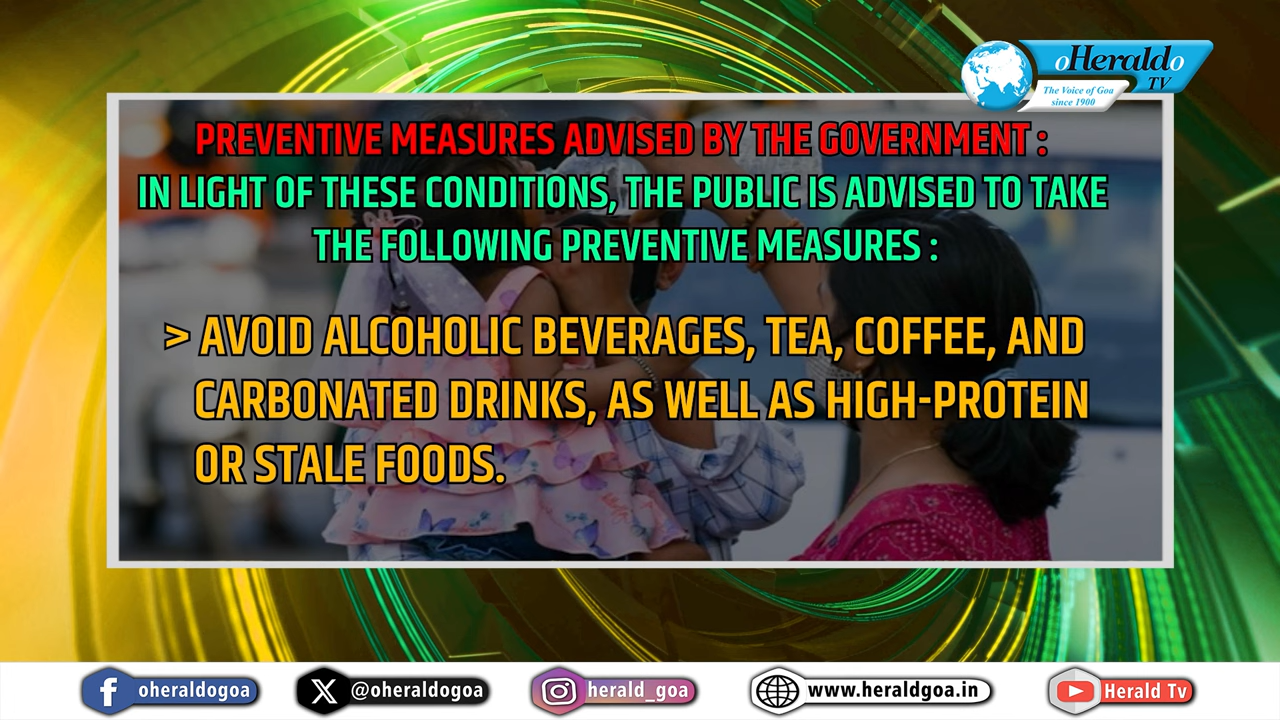 oHeraldo
TV
The Voice of Goa
since 1900
PREVENTIVE MEASURES ADVISED BY THE GOVERNMENT :
IN LIGHT OF THESE CONDITIONS, THE PUBLIC IS ADVISED TO TAKE
THE FOLLOWING PREVENTIVE MEASURES :
> AVOID ALCOHOLIC BEVERAGES, TEA, COFFEE, AND
CARBONATED DRINKS, AS WELL AS HIGH-PROTEIN
OR STALE FOODS.
oheraldogoa
@oheraldogoa
herald_goa
www.heraldgoa.in
Herald Tv